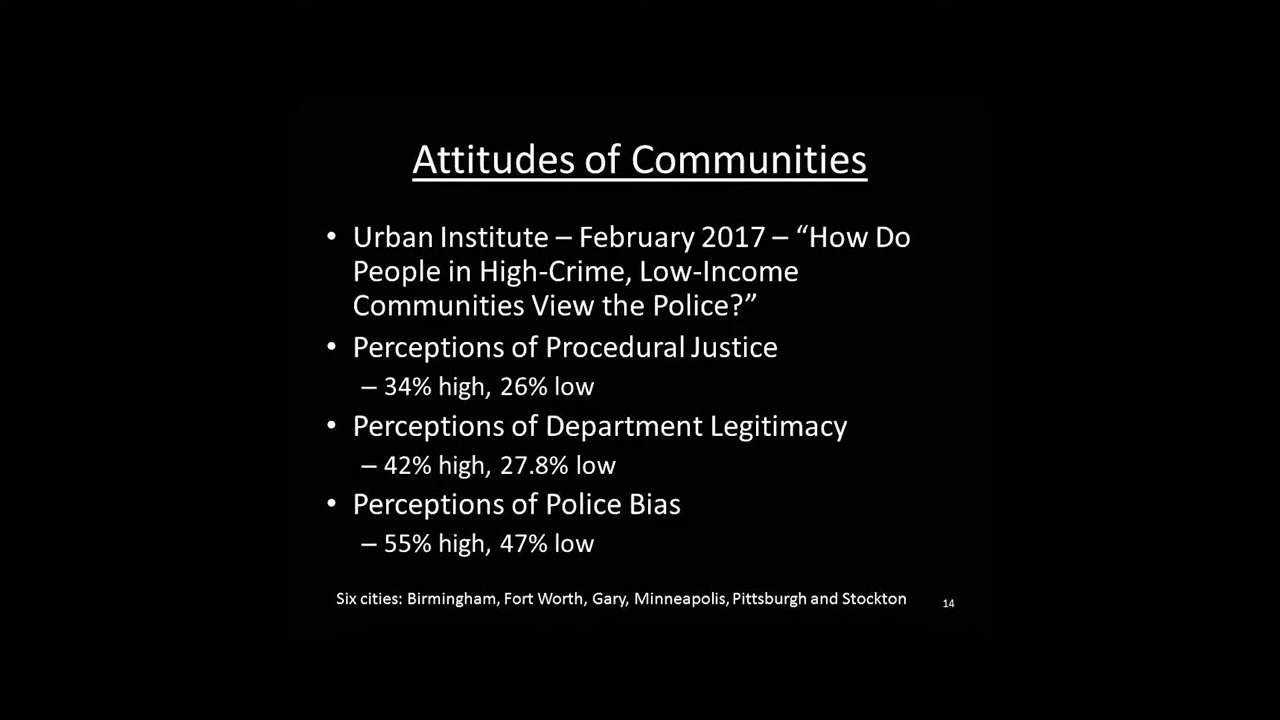 Attitudes of Communities
• Urban Institute – February 2017 – “How Do
People in High-Crime, Low-Income
Communities View the Police?”
• Perceptions of Procedural Justice
– 34% high, 26% low
• Perceptions of Department Legitimacy
– 42% high, 27.8% low
• Perceptions of Police Bias
– 55% high, 47% low
Six cities: Birmingham, Fort Worth, Gary, Minneapolis, Pittsburgh and Stockton
14